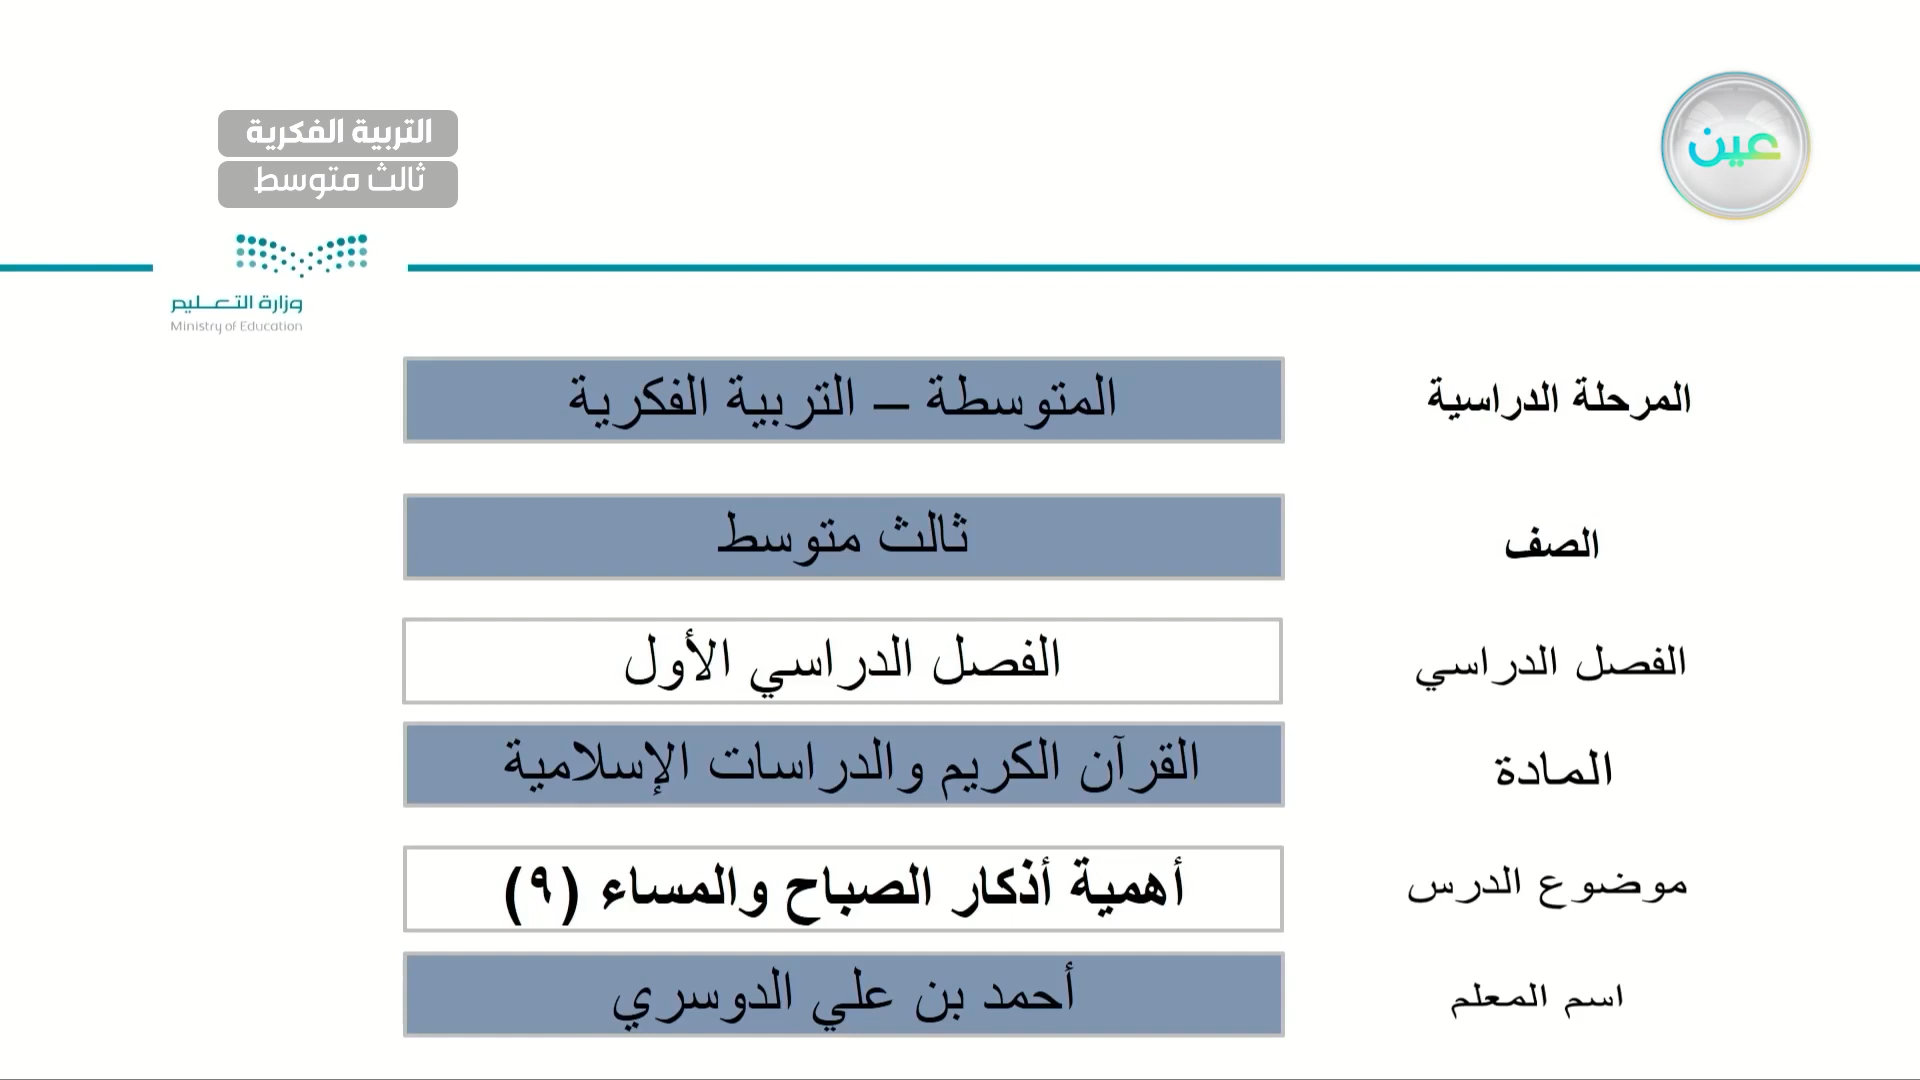 عين
التربية الفكرية
ثالث متوسط
وزارة التعليم
Ministry of Education
المرحلة الدراسية
المتوسطة – التربية الفكرية
الصف
ثالث متوسط
الفصل الدراسي
الفصل الدراسي الأول
المادة
القرآن الكريم والدراسات الإسلامية
موضوع الدرس
أهمية أذكار الصباح والمساء (٩)
اسم المعلم
أحمد بن علي الدوسري